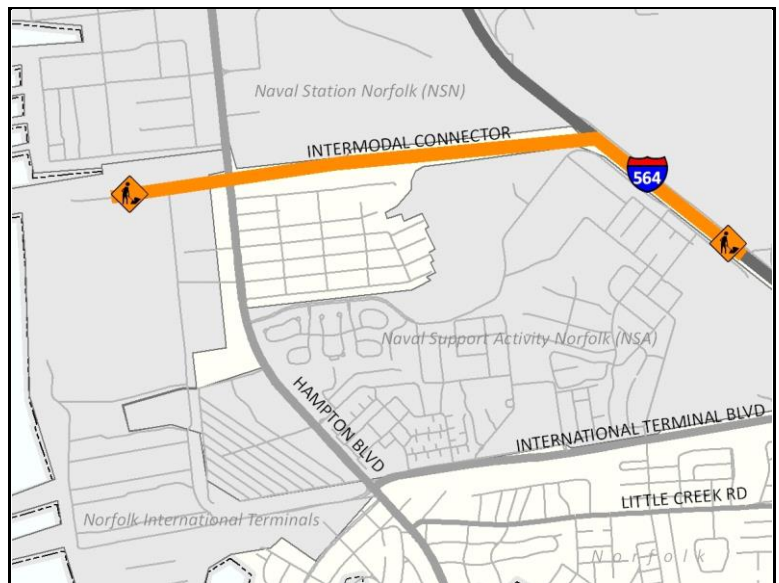 Naval Station Norfolk (NSN)
INTERMODAL CONNECTOR
564
Naval Support Activity Norfolk (NSA)
HAMPTON BLVD
INTERNATIONAL TERMINAL BLVD
LITTLE CREEK RD
Norfolk International Terminals
Norfolk